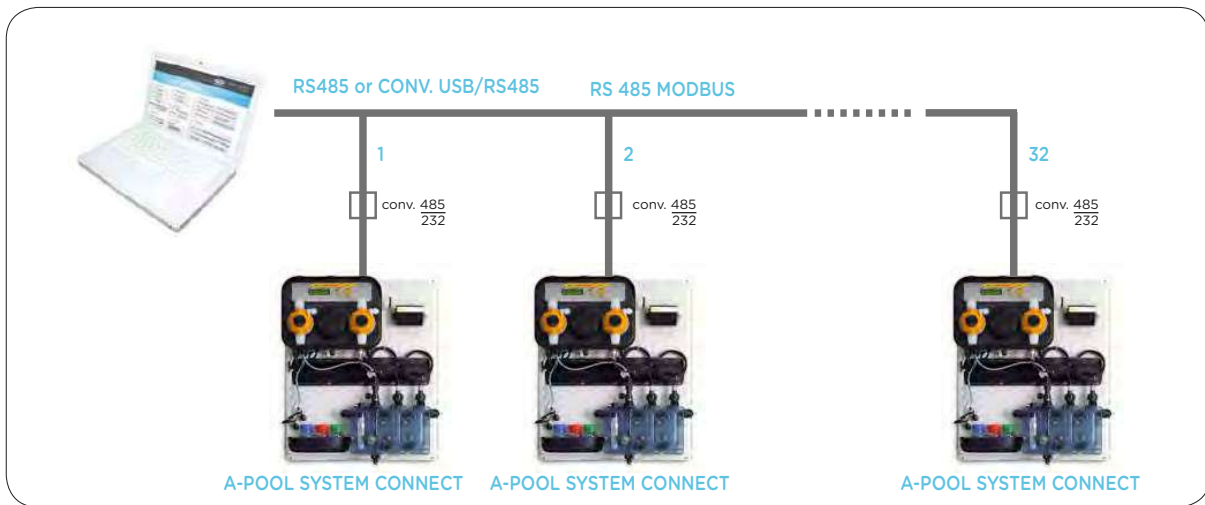 RS485 or CONV. USB/RS485
RS 485 MODBUS
1
2
32
conv. 485
232
conv. 485
232
conv. 485
232
A-POOL SYSTEM CONNECT
A-POOL SYSTEM CONNECT
A-POOL SYSTEM CONNECT